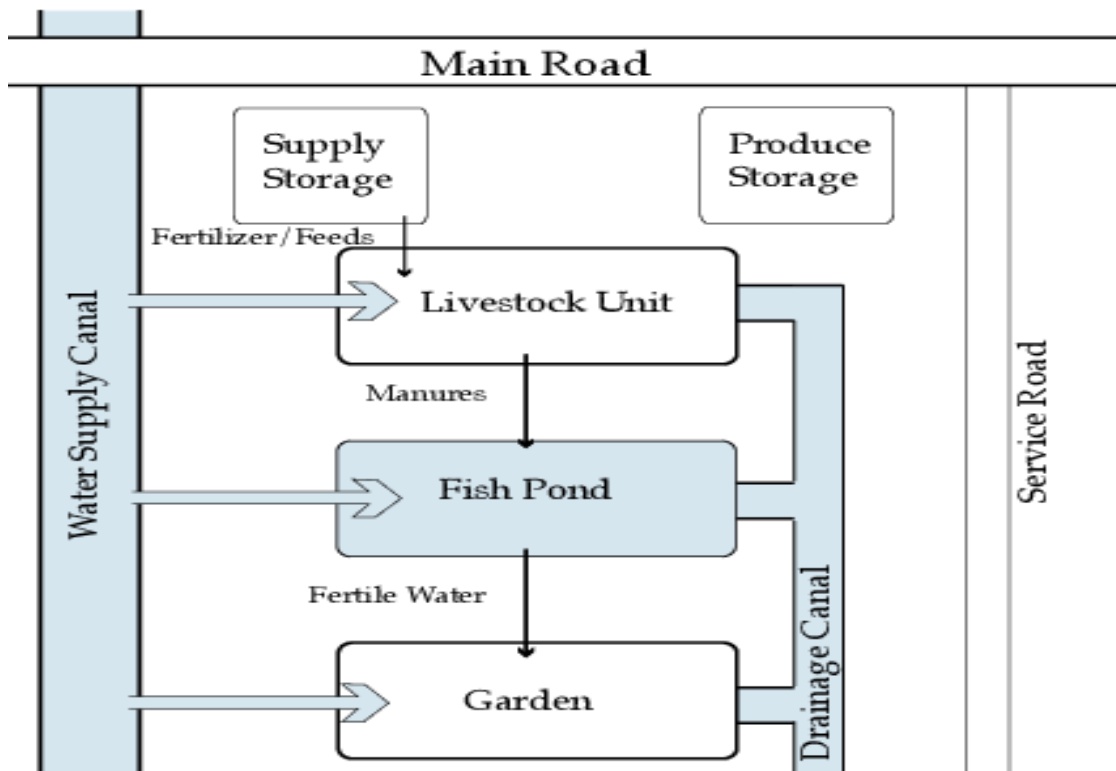 Main Road
Supply
Storage
Produce
Storage
Fertilizer/Feeds
Livestock Unit
Water Supply Canal
Service Road
Manures
Fish Pond
Fertile Water
Drainage Canal
Garden